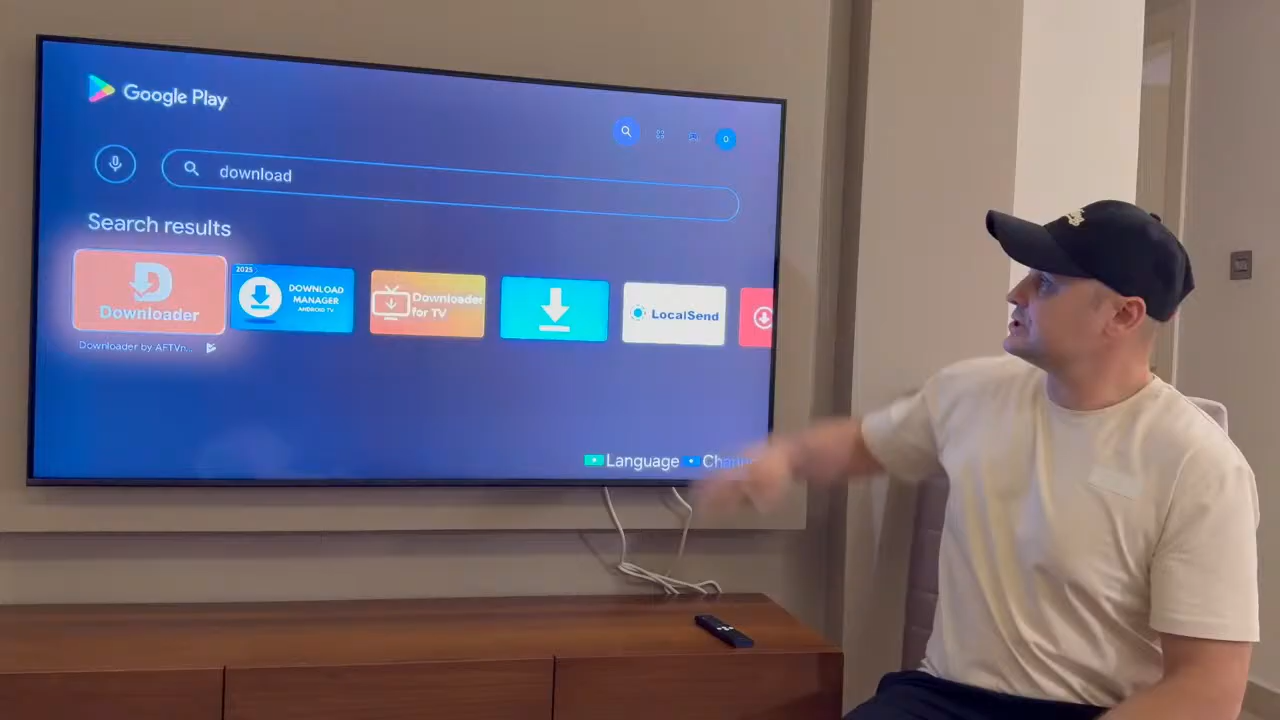 Google Play
0
download
Search results
2025
D
Downloader
DOWNLOAD
MANAGER
ANDROID TV
Downloader
for TV
LocalSend
Downloader by AFTVn...
Language